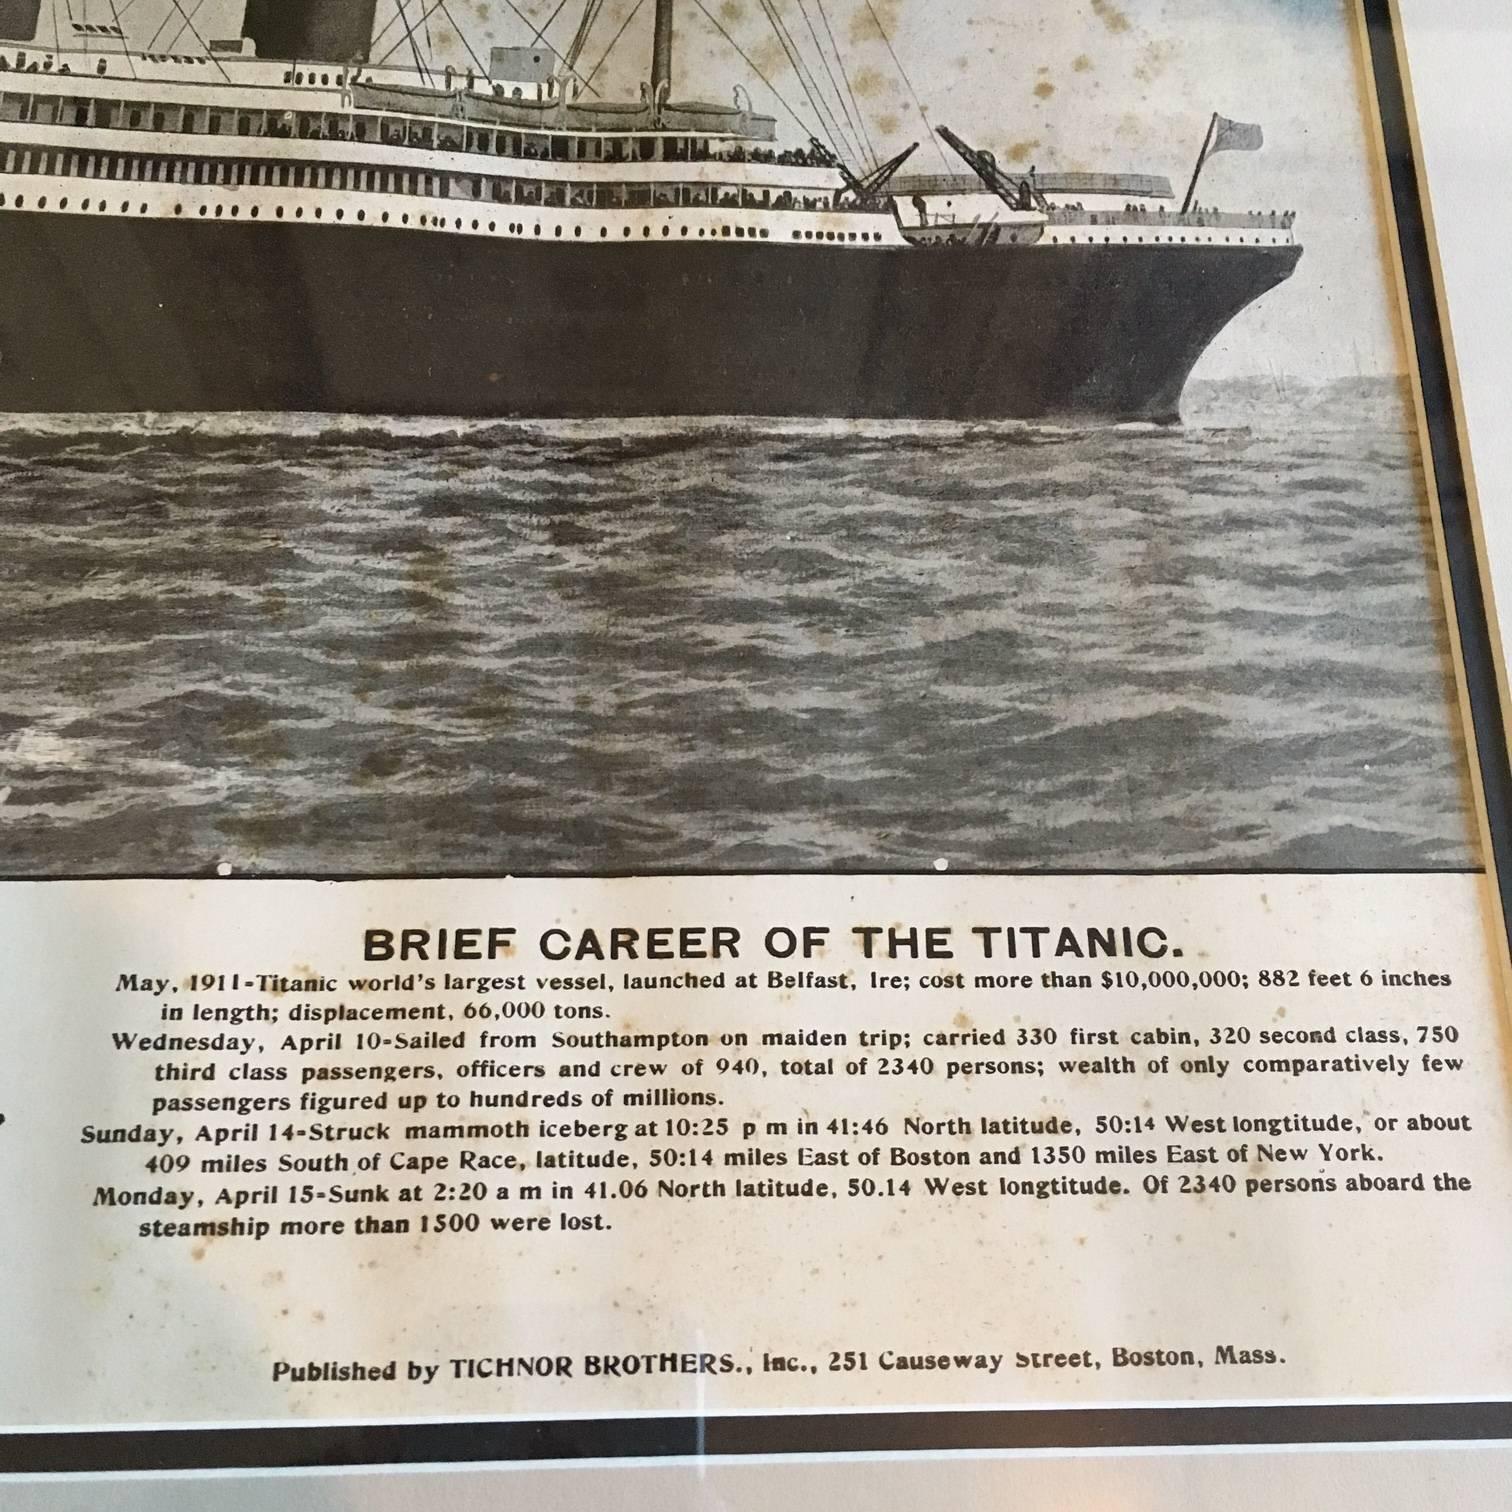 BRIEF CAREER OF THE TITANIC.
May, 1911-Titanic world's largest vessel, launched at Belfast, Ire; cost more than $10,000,000; 882 feet 6 inches
in length; displacement, 66,000 tons.
Wednesday, April 10-Sailed from Southampton on maiden trip; carried 330 first cabin, 320 second class, 750
third class passengers, officers and crew of 940, total of 2340 persons; wealth of only comparatively few
passengers figured up to hundreds of millions.
Sunday, April 14-Struck mammoth iceberg at 10:25 p m in 41:46 North latitude, 50:14 West longtitude, or about
409 miles South of Cape Race, latitude, 50:14 miles East of Boston and 1350 miles East of New York.
Monday, April 15-Sunk at 2:20 a m in 41.06 North latitude, 50.14 West longtitude. Of 2340 persons aboard the
steamship more than 1500 were lost.
Published by TICHNOR BROTHERS., Inc., 251 Causeway Street, Boston, Mass.